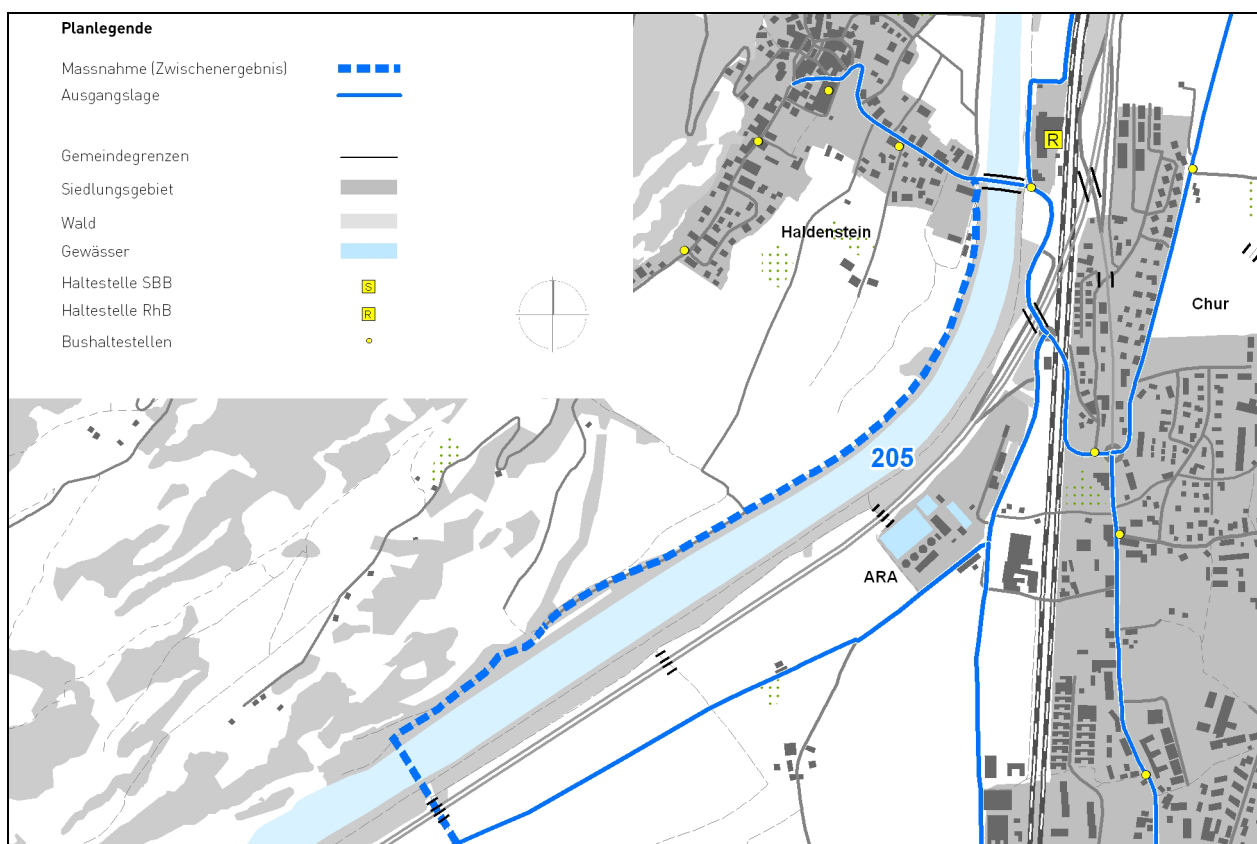 Planlegende
Massnahme (Zwischenergebnis)
Ausgangslage
Gemeindegrenzen
Siedlungsgebiet
Wald
Gewässer
Haltestelle SBB S
Haltestelle RhB R
Bushaltestellen
R
Haldenstein
Chur
205
ARA